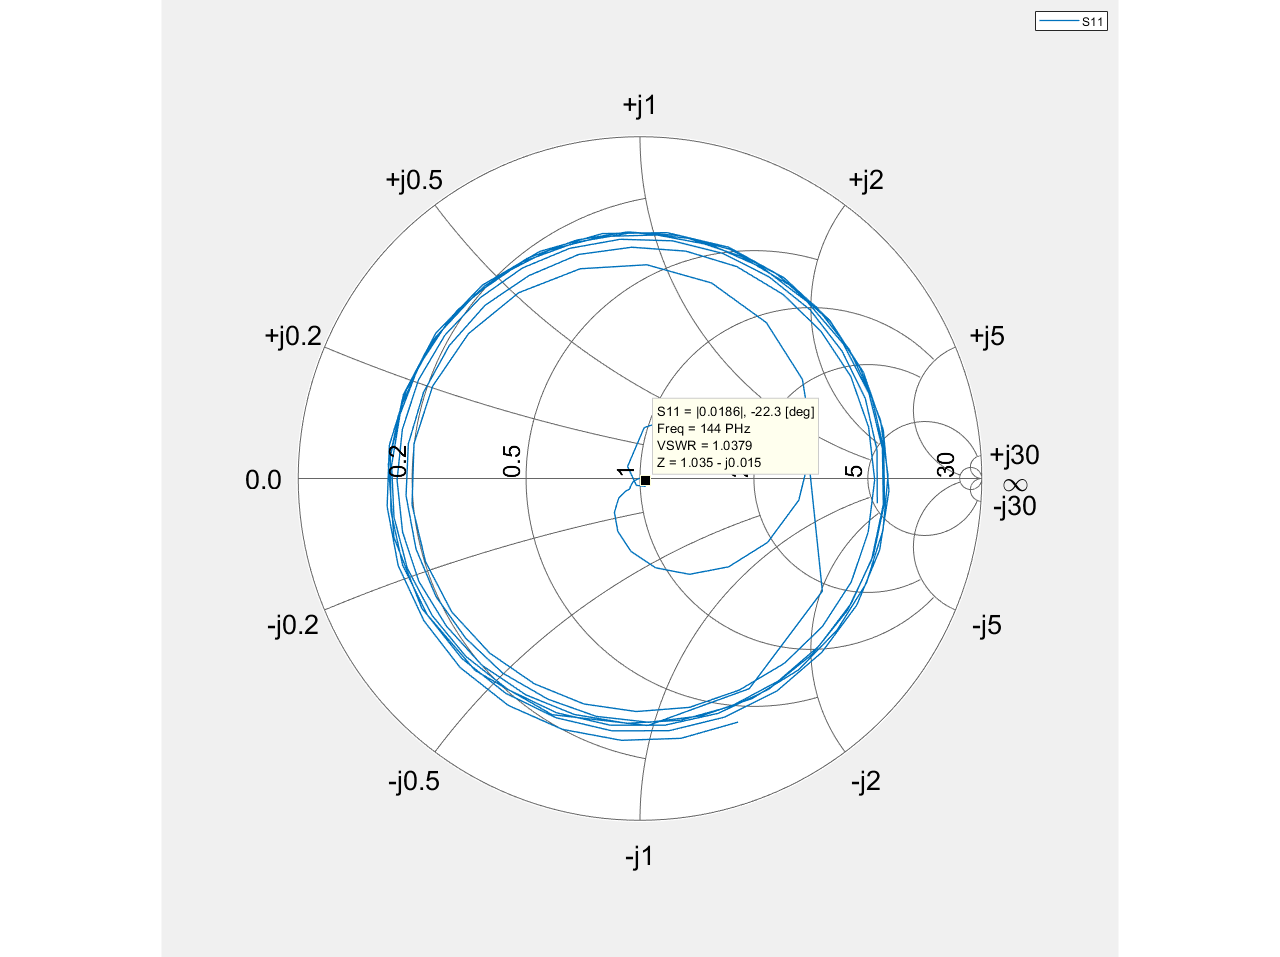 S11
+j1
+j0.5
+j2
+j0.2
+j5
S11 = |0.0186|, -22.3 [deg]
Freq = 144 PHz
VSWR = 1.0379
Z = 1.035 - j0.015
0.0
0.2
0.5
1
5
30
+j30
∞
-j30
-j0.2
-j5
-j0.5
-j2
-j1